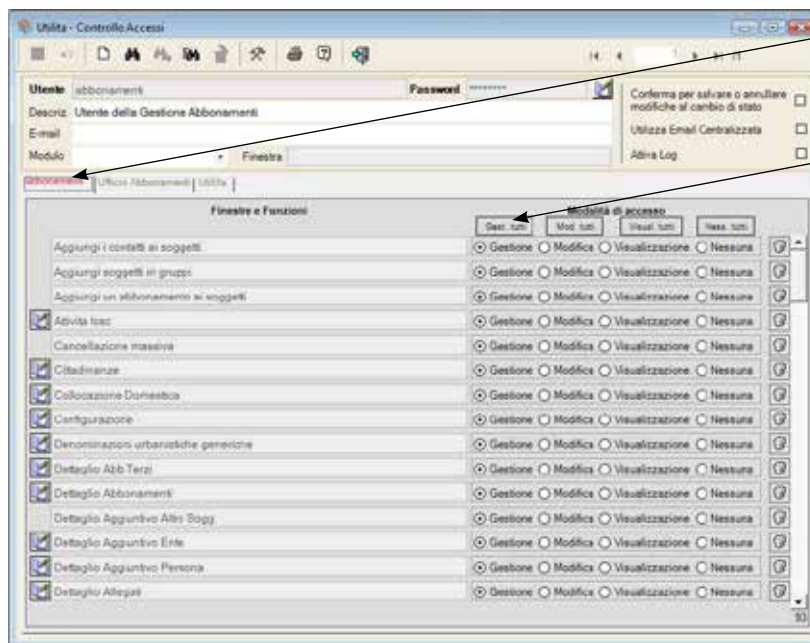 Utilita - Controllo Accessi
Utente abbonamenti Password ********
Descriz Utente della Gestione Abbonamenti
E-mail
Modulo Finestra
Conferma per salvare o annullare
modifiche al cambio di stato
Utilizza Email Centralizzata
Attiva Log
abbonamenti Ufficio Abbonamenti Utilita
Finestre e Funzioni Modalità di accesso
Gest. tutti Mod. tutti Visual. tutti Ness. tutti
Aggiungi i contatti ai soggetti Gestione Modifica Visualizzazione Nessuna
Aggiungi soggetti in gruppi Gestione Modifica Visualizzazione Nessuna
Aggiungi un abbonamento ai soggetti Gestione Modifica Visualizzazione Nessuna
Attivita Gestione Modifica Visualizzazione Nessuna
Cancellazione massiva Gestione Modifica Visualizzazione Nessuna
Cittadinanze Gestione Modifica Visualizzazione Nessuna
Collocazione Domestica Gestione Modifica Visualizzazione Nessuna
Configurazione Gestione Modifica Visualizzazione Nessuna
Denominazioni urbanistiche generiche Gestione Modifica Visualizzazione Nessuna
Dettaglio Abb Terzi Gestione Modifica Visualizzazione Nessuna
Dettaglio Abbonamenti Gestione Modifica Visualizzazione Nessuna
Dettaglio Aggiuntivo Altri Sogg Gestione Modifica Visualizzazione Nessuna
Dettaglio Aggiuntivo Ente Gestione Modifica Visualizzazione Nessuna
Dettaglio Aggiuntivo Persona Gestione Modifica Visualizzazione Nessuna
Dettaglio Allegati Gestione Modifica Visualizzazione Nessuna